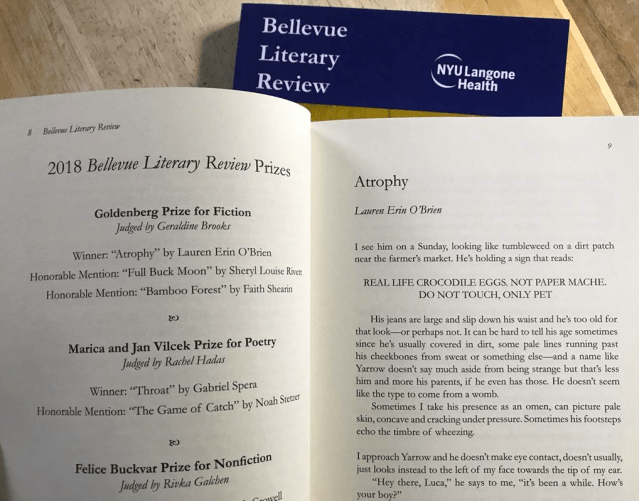 Bellevue
Literary
Review
NYU Langone
Health
8 Bellevue Literary Review
2018 Bellevue Literary Review Prizes
Goldenberg Prize for Fiction
Judged by Geraldine Brooks
Winner: “Atrophy” by Lauren Erin O’Brien
Honorable Mention: “Full Buck Moon” by Sheryl Louise
Honorable Mention: “Bamboo Forest” by Faith Shearin
Marica and Jan Vilcek Prize for Poetry
Judged by Rachel Hadas
Winner: “Throat” by Gabriel Spera
Honorable Mention: “The Game of Catch” by Noah Stetzer
Felice Buckvar Prize for Nonfiction
Judged by Rivka Galchen
9
Atrophy
Lauren Erin O’Brien
I see him on a Sunday, looking like tumbleweed on a dirt patch
near the farmer’s market. He’s holding a sign that reads:
REAL LIFE CROCODILE EGGS. NOT PAPER MACHE.
DO NOT TOUCH, ONLY PET
His jeans are large and slip down his waist and he’s too old for
that look—or perhaps not. It can be hard to tell his age sometimes
since he’s usually covered in dirt, some pale lines running past
his cheekbones from sweat or something else—and a name like
Yarrow doesn’t say much aside from being strange but that’s less
him and more his parents, if he even has those. He doesn’t seem
like the type to come from a womb.
Sometimes I take his presence as an omen, can picture pale
skin, concave and cracking under pressure. Sometimes his footsteps
echo the timbre of wheezing.
I approach Yarrow and he doesn’t make eye contact, doesn’t usually,
just looks instead to the left of my face towards the tip of my ear.
“Hey there, Luca,” he says to me, “it’s been a while. How’s
your boy?”